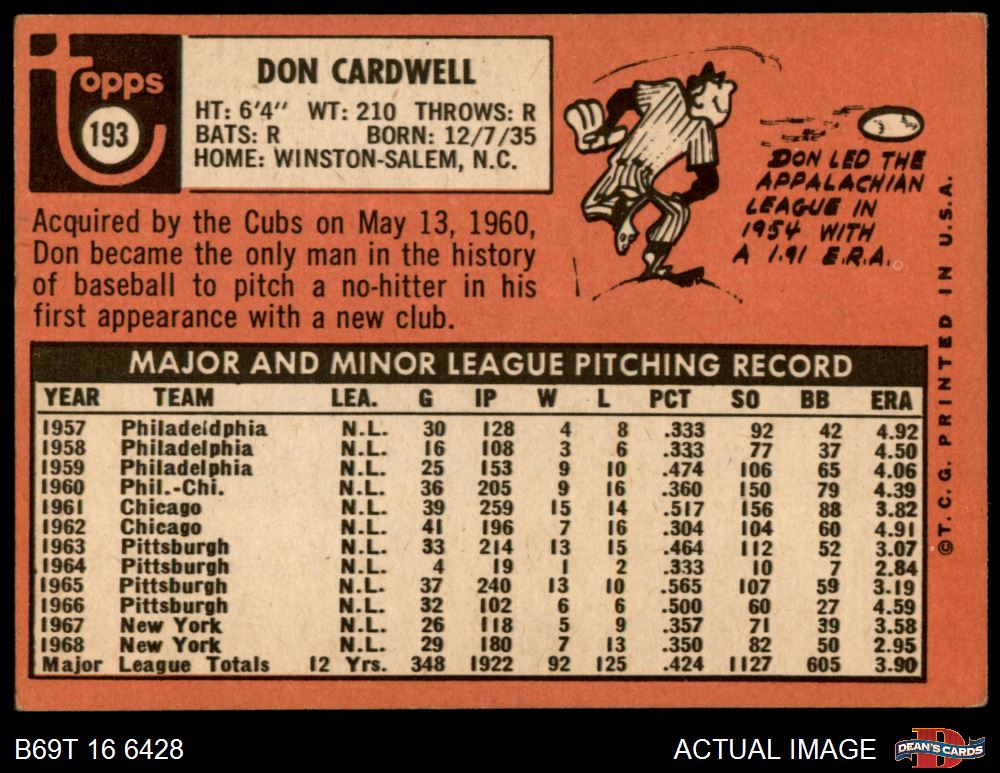 topps
193
DON CARDWELL
HT: 6'4" WT: 210 THROWS: R
BATS: R BORN: 12/7/35
HOME: WINSTON-SALEM, N.C.
Acquired by the Cubs on May 13, 1960,
Don became the only man in the history
of baseball to pitch a no-hitter in his
first appearance with a new club.
DON LED THE
APPALACHIAN
LEAGUE IN
1954 WITH
A 1.91 E.R.A.
©T.C.G. PRINTED IN U.S.A.
MAJOR AND MINOR LEAGUE PITCHING RECORD
YEAR TEAM LEA. G IP W L PCT SO BB ERA
1957 Philadeldphia N.L. 30 128 4 8 .333 92 42 4.92
1958 Philadelphia N.L. 16 108 3 6 .333 77 37 4.50
1959 Philadelphia N.L. 25 153 9 10 .474 106 65 4.06
1960 Phil.-Chi. N.L. 36 205 9 16 .360 150 79 4.39
1961 Chicago N.L. 39 259 15 14 .517 156 88 3.82
1962 Chicago N.L. 41 196 7 16 .304 104 60 4.91
1963 Pittsburgh N.L. 33 214 13 15 .464 112 52 3.07
1964 Pittsburgh N.L. 4 19 1 2 .333 10 7 2.84
1965 Pittsburgh N.L. 37 240 13 10 .565 107 59 3.19
1966 Pittsburgh N.L. 32 102 6 6 .500 60 27 4.59
1967 New York N.L. 26 118 5 9 .357 71 39 3.58
1968 New York N.L. 29 180 7 13 .350 82 50 2.95
Major League Totals 12 Yrs. 348 1922 92 125 .424 1127 605 3.90
B69T 16 6428
ACTUAL IMAGE
D
DEAN'S CARDS